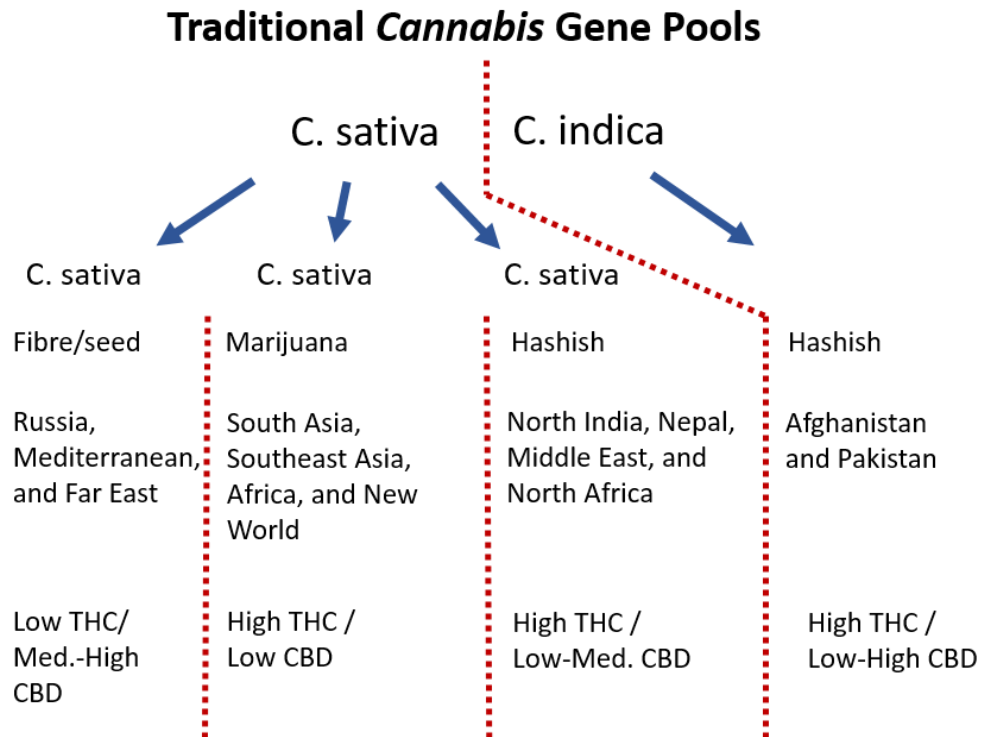 Traditional Cannabis Gene Pools
C. sativa
C. indica
C. sativa
Fibre/seed
Russia,
Mediterranean,
and Far East
Low THC/
Med.-High
CBD
C. sativa
Marijuana
South Asia,
Southeast Asia,
Africa, and New
World
High THC /
Low CBD
C. sativa
Hashish
North India, Nepal,
Middle East, and
North Africa
High THC /
Low-Med. CBD
Hashish
Afghanistan
and Pakistan
High THC /
Low-High CBD